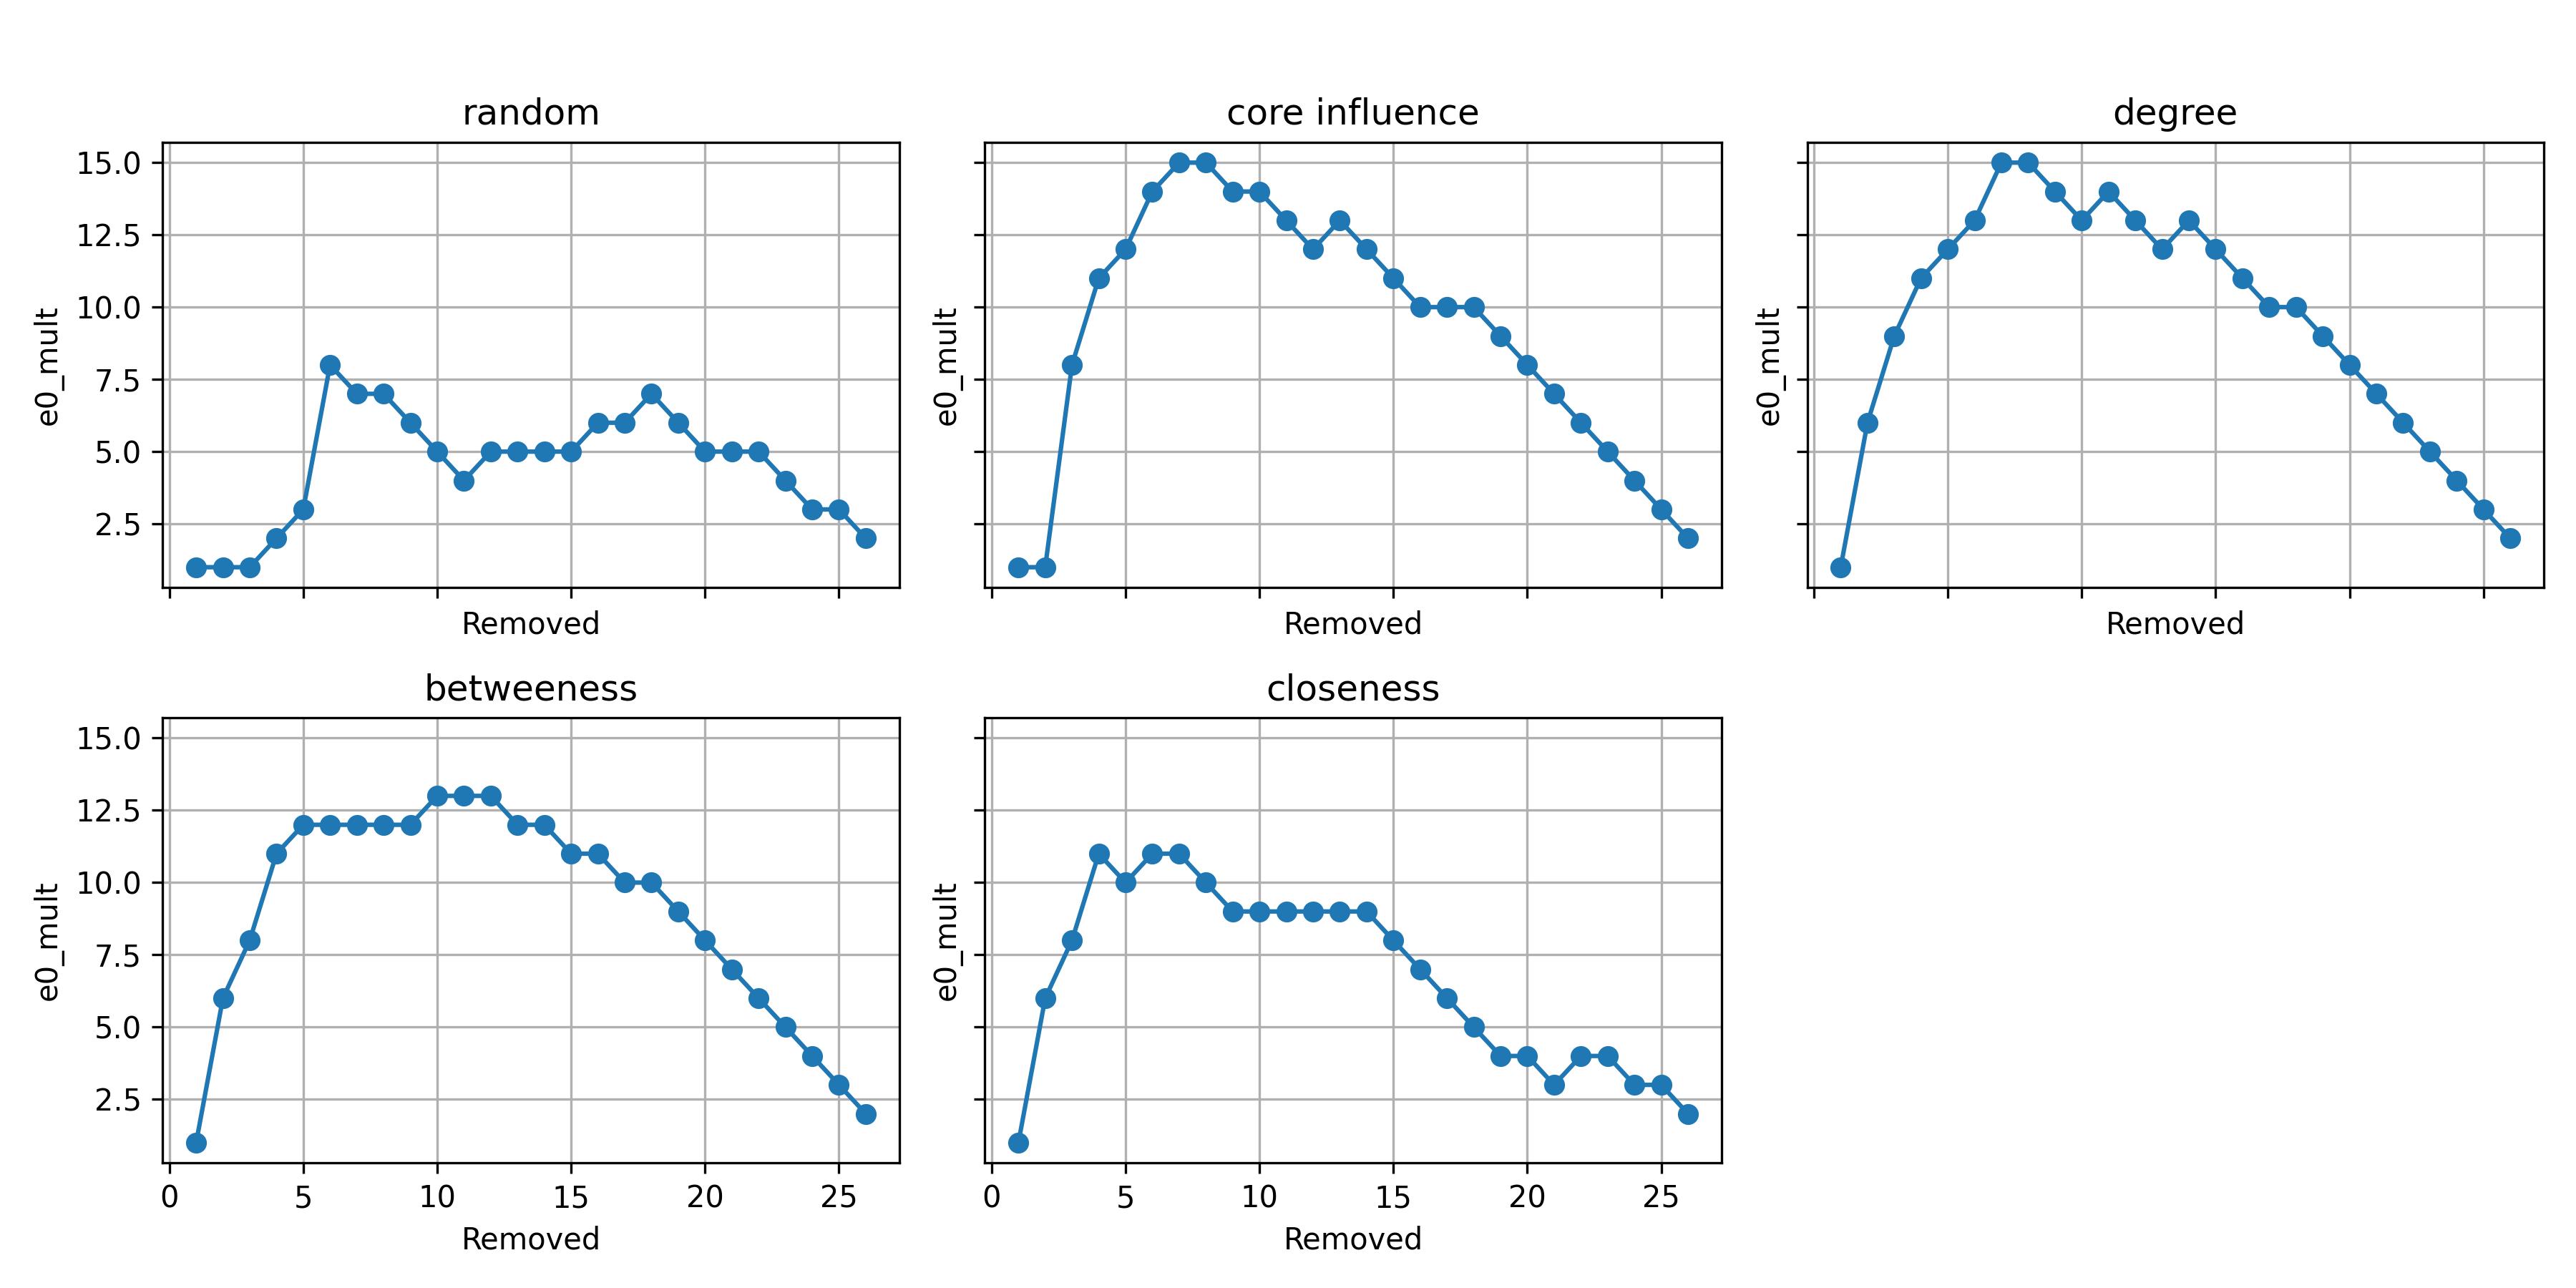 random
core influence
degree
15.0
12.5
10.0
7.5
5.0
2.5
e0_mult
e0_mult
e0_mult
Removed
Removed
Removed
betweeness
closeness
15.0
12.5
10.0
7.5
5.0
2.5
e0_mult
e0_mult
0 5 10 15 20 25
0 5 10 15 20 25
Removed
Removed